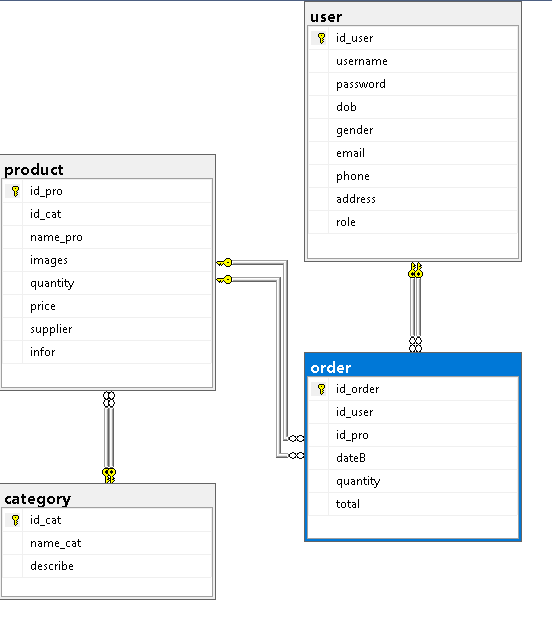 user
id_user
username
password
dob
gender
email
phone
address
role
product
id_pro
id_cat
name_pro
images
quantity
price
supplier
infor
order
id_order
id_user
id_pro
dateB
quantity
total
category
id_cat
name_cat
describe